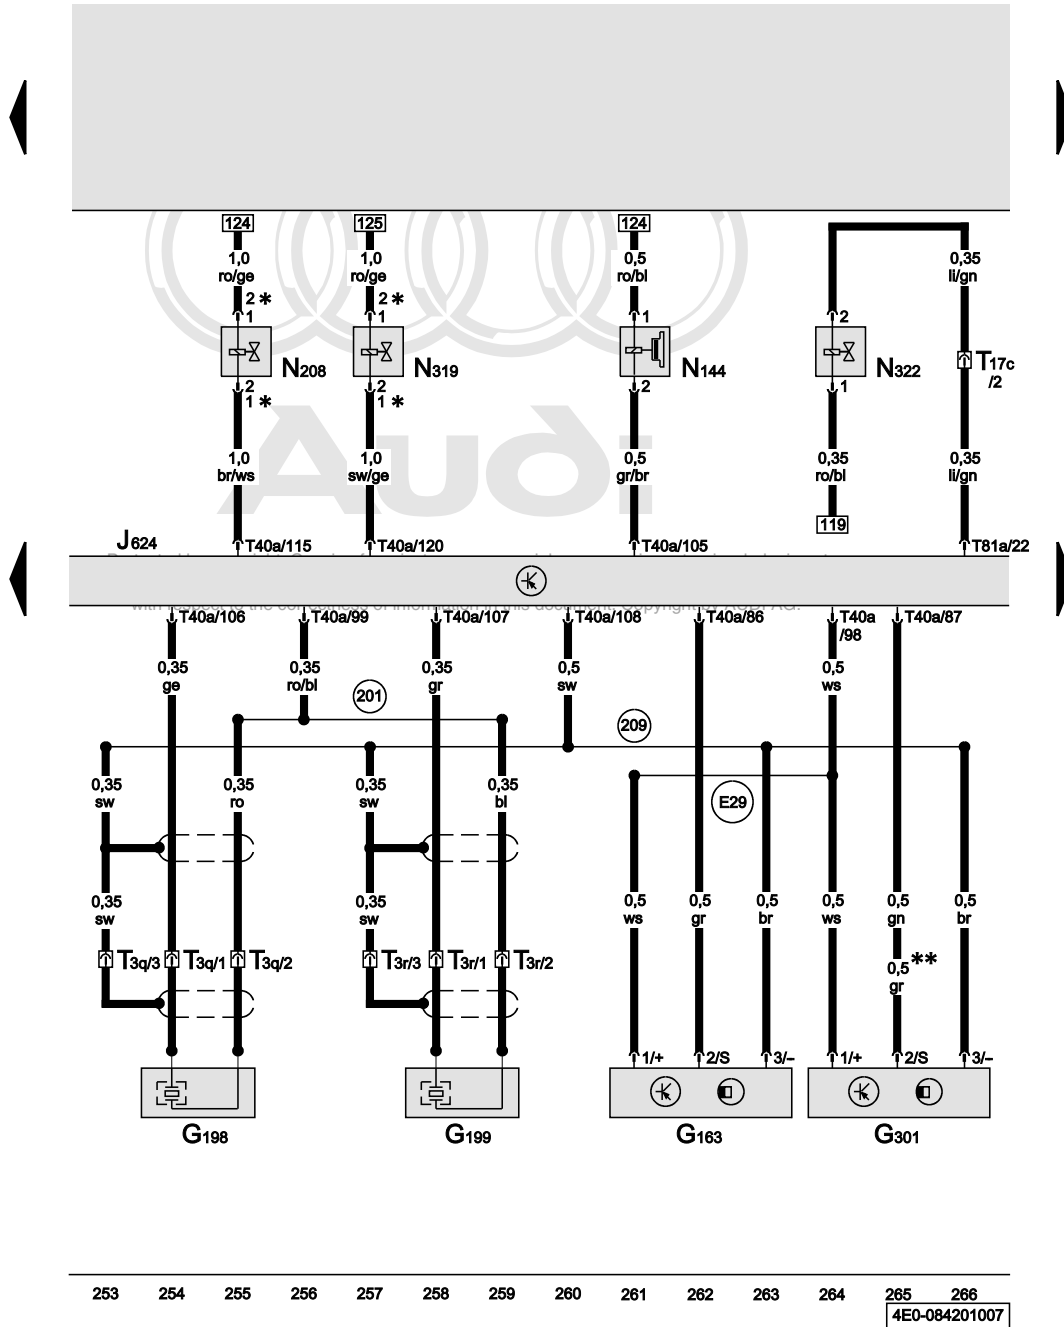 124 125 124
1,0 1,0 0,5 0,35
ro/ge ro/ge ro/bl li/gn
2* 2*
1 1 1 2
N208 N319 N144 N322 T17c
/2
2 2 2 1
1* 1*
Audi
1,0 1,0 0,5 0,35 0,35
br/ws sw/ge gr/br ro/bl li/gn
119
J624 T40a/115 T40a/120 T40a/105 T81a/22
T40a/106 T40a/99 T40a/107 T40a/108 T40a/86 T40a T40a/87
/98
0,35 0,35 0,35 0,5 0,5
ge ro/bl gr sw ws
201
209
0,35 0,35 0,35 0,35
sw ro sw bl
E29
0,35 0,35 0,5 0,5 0,5 0,5 0,5 0,5
sw sw ws gr br ws gn br
T3q/3 T3q/1 T3q/2 T3r/3 T3r/1 T3r/2
0,5 **
gr
1/+ 2/S 3/– 1/+ 2/S 3/–
G198 G199 G163 G301
253 254 255 256 257 258 259 260 261 262 263 264 265 266
4E0-084201007